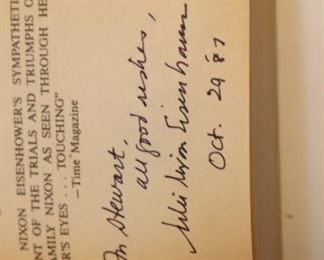 NIXON EISENHOWER'S SYMPATHETI
NT OF THE TRIALS AND TRIUMPHS O
AMILY NIXON AS SEEN THROUGH HE
R'S EYES . . . TOUCHING"
—Time Magazine
Stewart,
all good wishes,
Julie Nixon Eisenhower
Oct. 29 '87